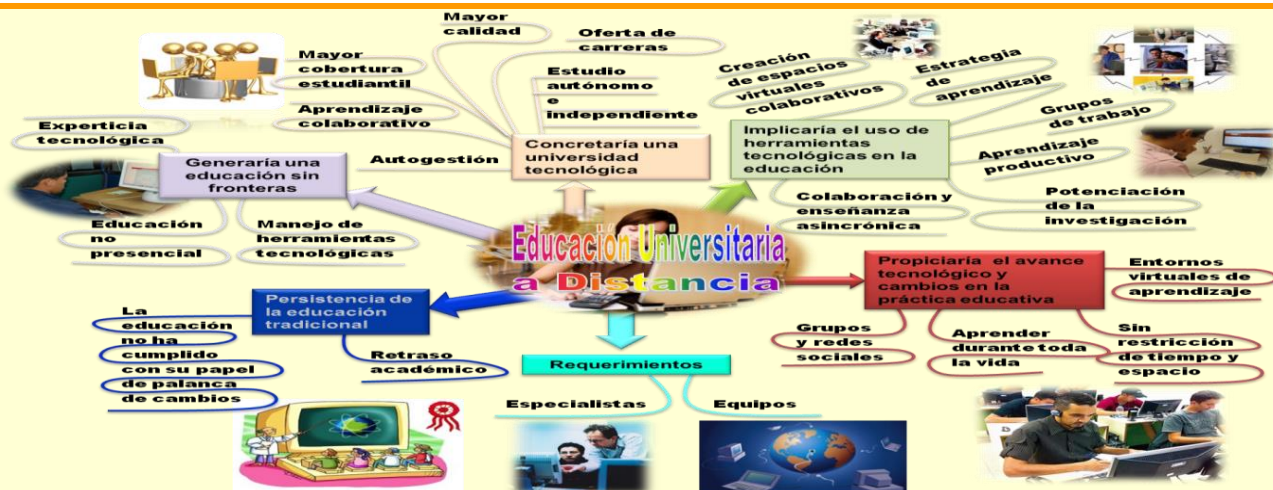 Mayor
calidad
Oferta de
carreras
Mayor
cobertura
estudiantil
Estudio
autónomo
e
independiente
Aprendizaje
colaborativo
Autogestión
Concretaría una
universidad
tecnológica
Experticia
tecnológica
Generaría una
educación sin
fronteras
Educación
no
presencial
Manejo de
herramientas
tecnológicas
Creación
de espacios
virtuales
colaborativos
Estrategia
de
aprendizaje
Grupos
de trabajo
Aprendizaje
productivo
Implicaría el uso de
herramientas
tecnológicas en la
educación
Colaboración y
enseñanza
asincrónica
Potenciación
de la
investigación
Educación Universitaria
a Distancia
Propiciaría el avance
tecnológico y
cambios en la
práctica educativa
Entornos
virtuales de
aprendizaje
Grupos
y redes
sociales
Aprender
durante toda
la vida
Sin
restricción
de tiempo y
espacio
Persistencia de
la educación
tradicional
La
educación
no ha
cumplido
con su papel
de palanca
de cambios
Retraso
académico
Requerimientos
Especialistas
Equipos